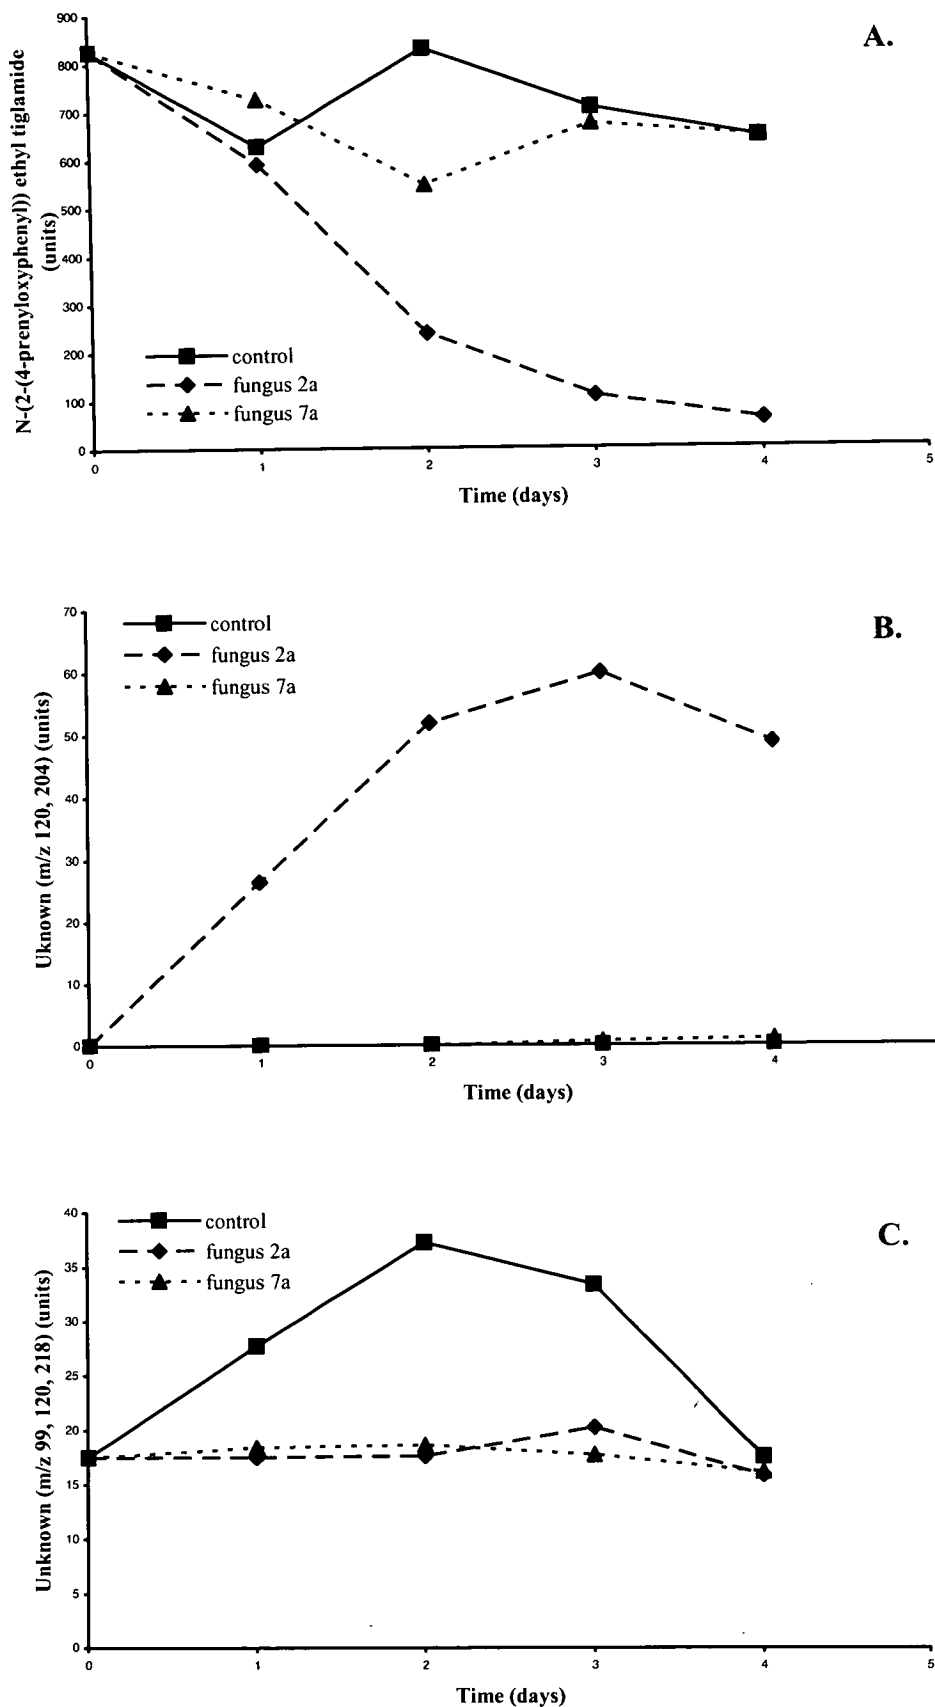 A.
N-(2-(4-prenyloxyphenyl)) ethyl tiglamide
(units)
900
800
700
600
500
400
300
200
100
0
control
fungus 2a
fungus 7a
0
1
2
3
4
5
Time (days)
B.
Uknown (m/z 120, 204) (units)
70
60
50
40
30
20
10
0
control
fungus 2a
fungus 7a
0
1
2
3
4
Time (days)
C.
Unknown (m/z 99, 120, 218) (units)
40
35
30
25
20
15
10
5
0
control
fungus 2a
fungus 7a
0
1
2
3
4
5
Time (days)